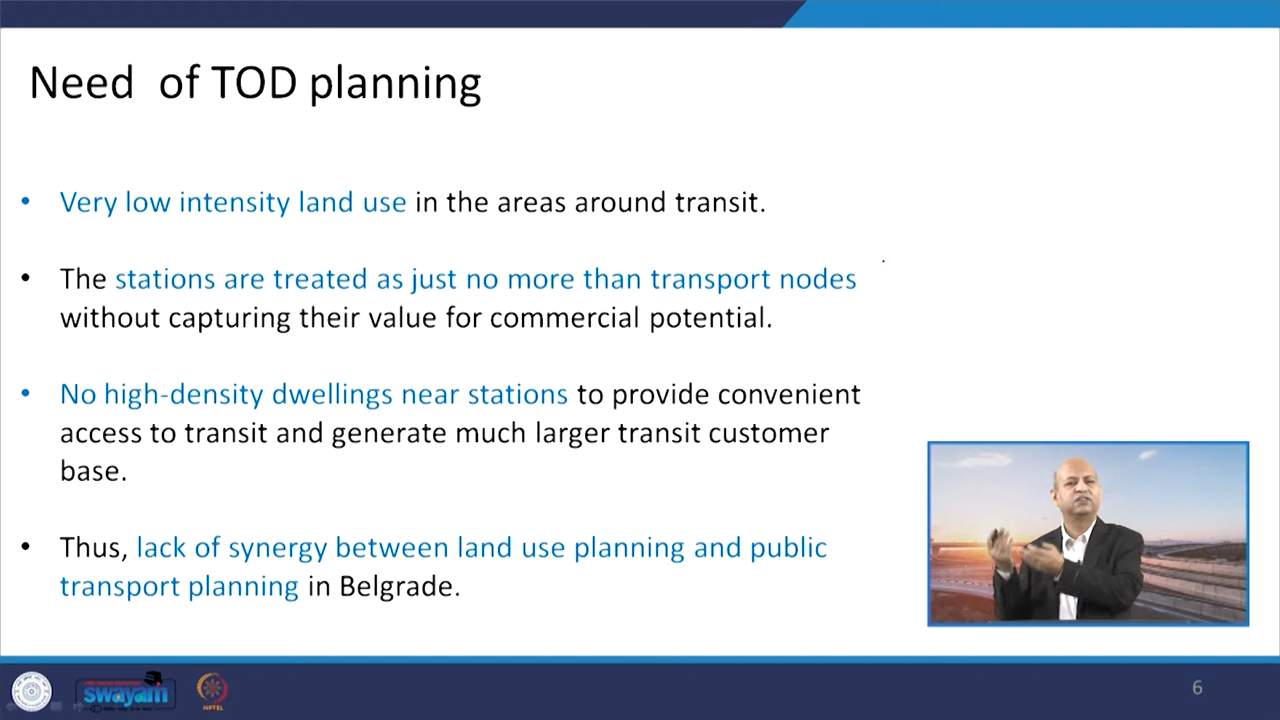 Need of TOD planning
• Very low intensity land use in the areas around transit.
• The stations are treated as just no more than transport nodes
without capturing their value for commercial potential.
• No high-density dwellings near stations to provide convenient
access to transit and generate much larger transit customer
base.
• Thus, lack of synergy between land use planning and public
transport planning in Belgrade.
swayam
NPTEL
6